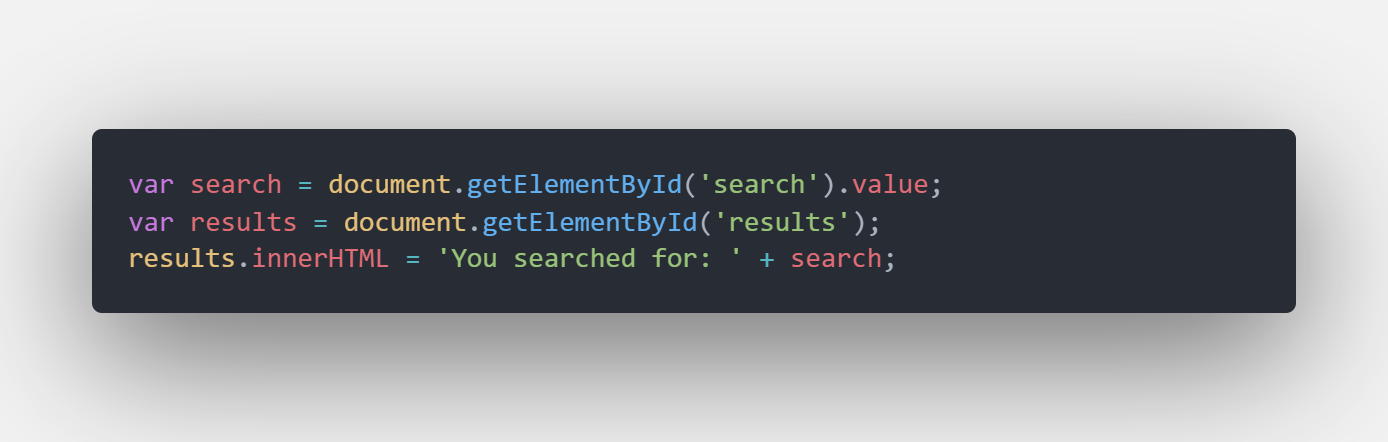 var search = document.getElementById('search').value;
var results = document.getElementById('results');
results.innerHTML = 'You searched for: ' + search;